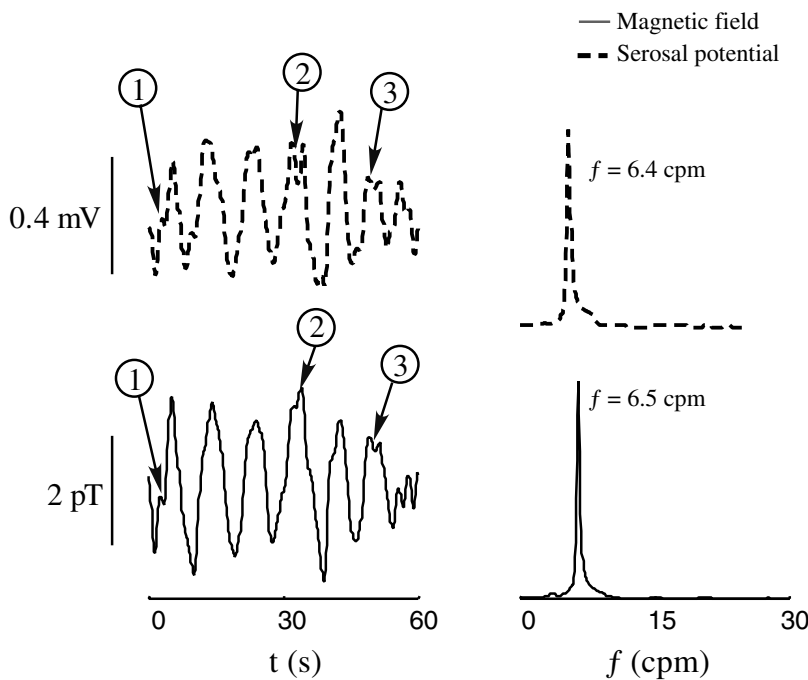 Magnetic field
Serosal potential
1
2
3
0.4 mV
f = 6.4 cpm
1
2
3
2 pT
f = 6.5 cpm
0 30 60
0 15 30
t (s)
f (cpm)